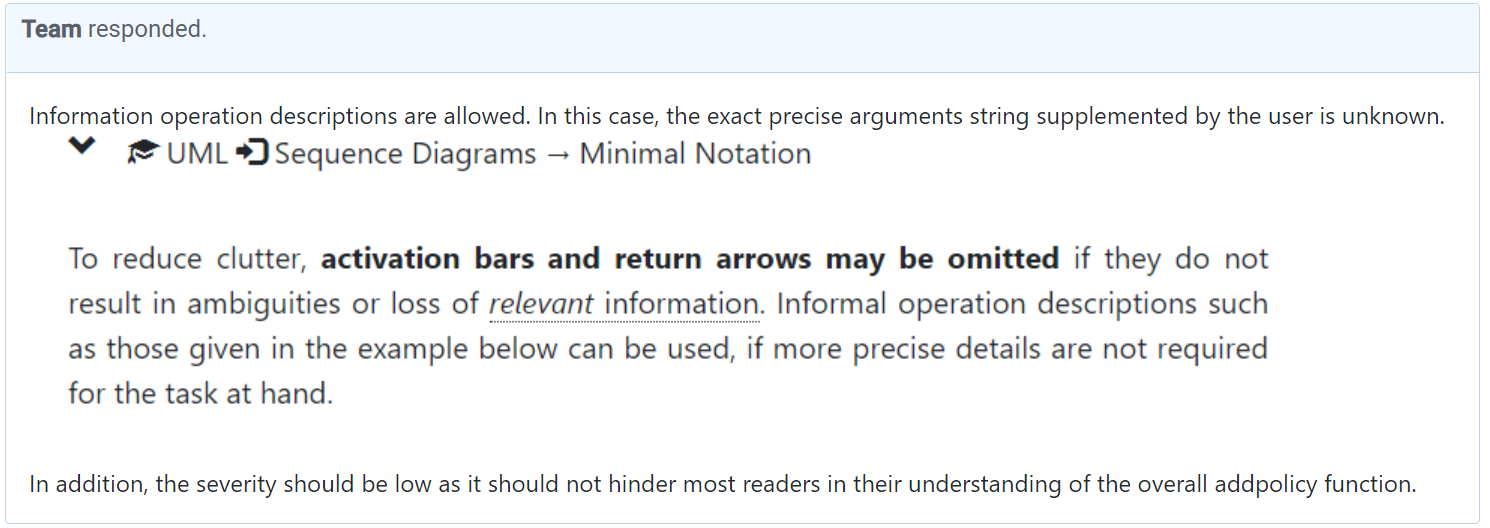 Team responded.
Information operation descriptions are allowed. In this case, the exact precise arguments string supplemented by the user is unknown.
UML Sequence Diagrams → Minimal Notation
To reduce clutter, activation bars and return arrows may be omitted if they do not
result in ambiguities or loss of relevant information. Informal operation descriptions such
as those given in the example below can be used, if more precise details are not required
for the task at hand.
In addition, the severity should be low as it should not hinder most readers in their understanding of the overall addpolicy function.